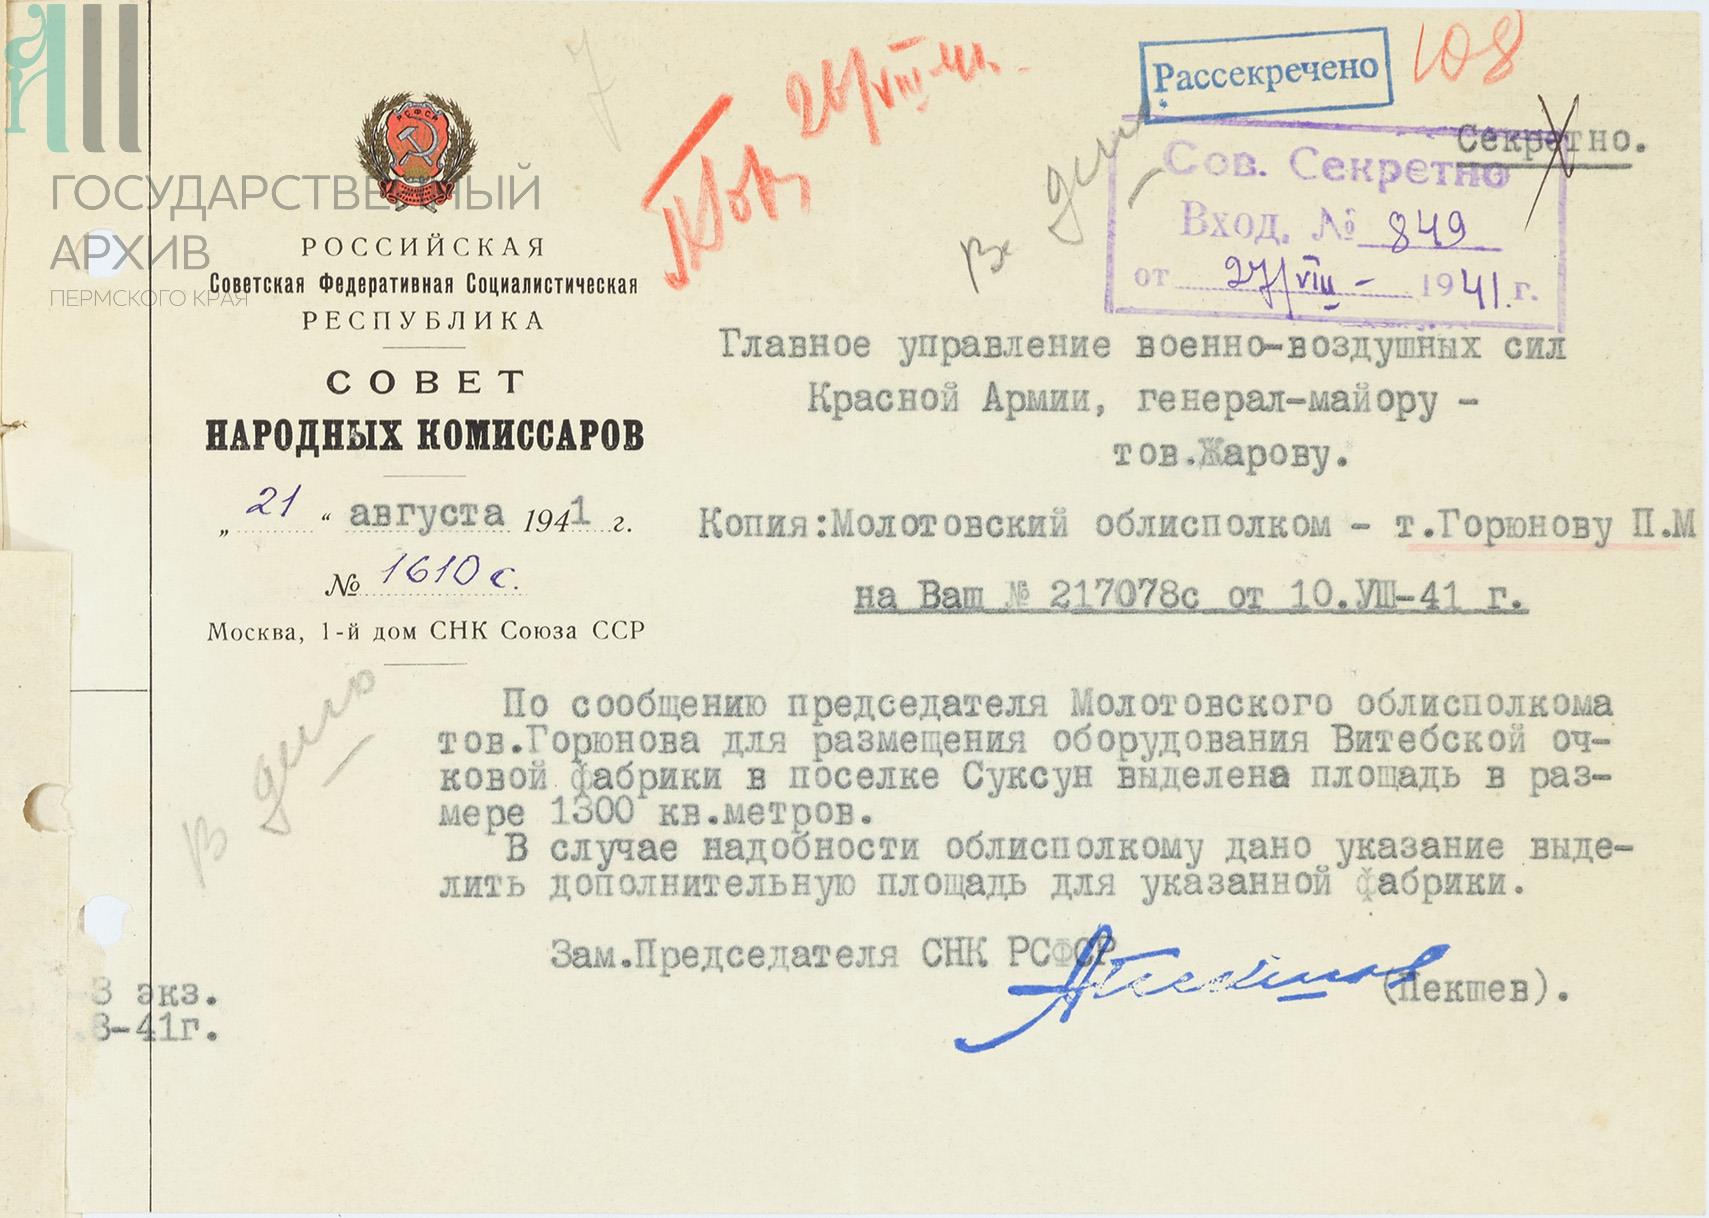 ГОСУДАРСТВЕННЫЙ
АРХИВ
ПЕРМСКОГО КРАЯ
РСФСР
РОССИЙСКАЯ
Советская Федеративная Социалистическая
РЕСПУБЛИКА
СОВЕТ
НАРОДНЫХ КОМИССАРОВ
„ 21 “ августа 1941 г.
№ 1610 с.
Москва, 1-й дом СНК Союза ССР
26/VIII-41.
Рассекречено
108
Секретно.
Сов. Секретно
Вход. № 849
от 27/VIII- 1941. г.
в дело
Главное управление военно-воздушных сил
Красной Армии, генерал-майору -
тов.Жарову.
Копия:Молотовский облисполком - т.Горюнову П.М
на Ваш № 217078с от 10.УШ-41 г.
в дело
По сообщению председателя Молотовского облисполкома
тов.Горюнова для размещения оборудования Витебской оч-
ковой фабрики в поселке Суксун выделена площадь в раз-
мере 1300 кв.метров.
В случае надобности облисполкому дано указание выде-
лить дополнительную площадь для указанной фабрики.
Зам.Председателя СНК РСФСР
(Пекшев).
3 экз.
8-41г.